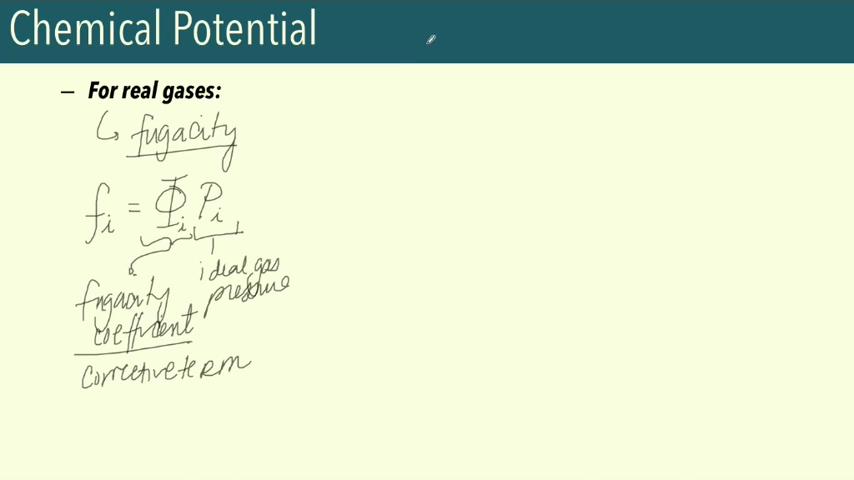 Chemical Potential
– For real gases:
↳ fugacity
fᵢ = Φᵢ Pᵢ
ideal gas
pressure
fugacity
coefficient
corrective term